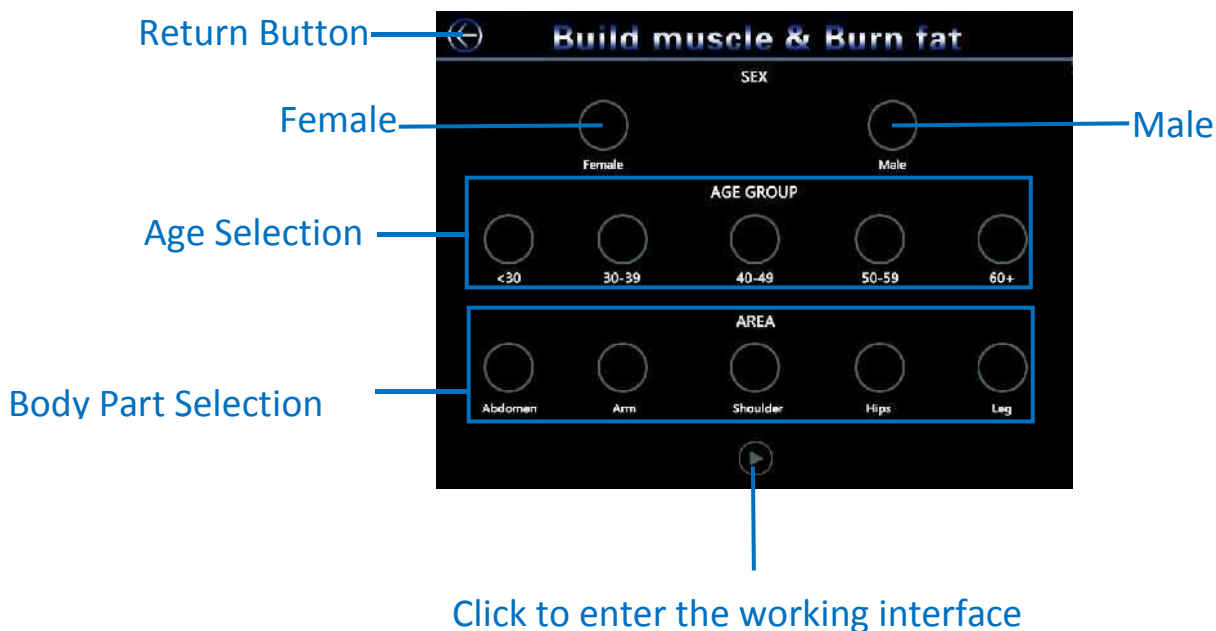 Return Button
Build muscle & Burn fat
SEX
Female
Male
Female
Male
AGE GROUP
Age Selection
<30
30-39
40-49
50-59
60+
AREA
Body Part Selection
Abdomen
Arm
Shoulder
Hips
Leg
Click to enter the working interface